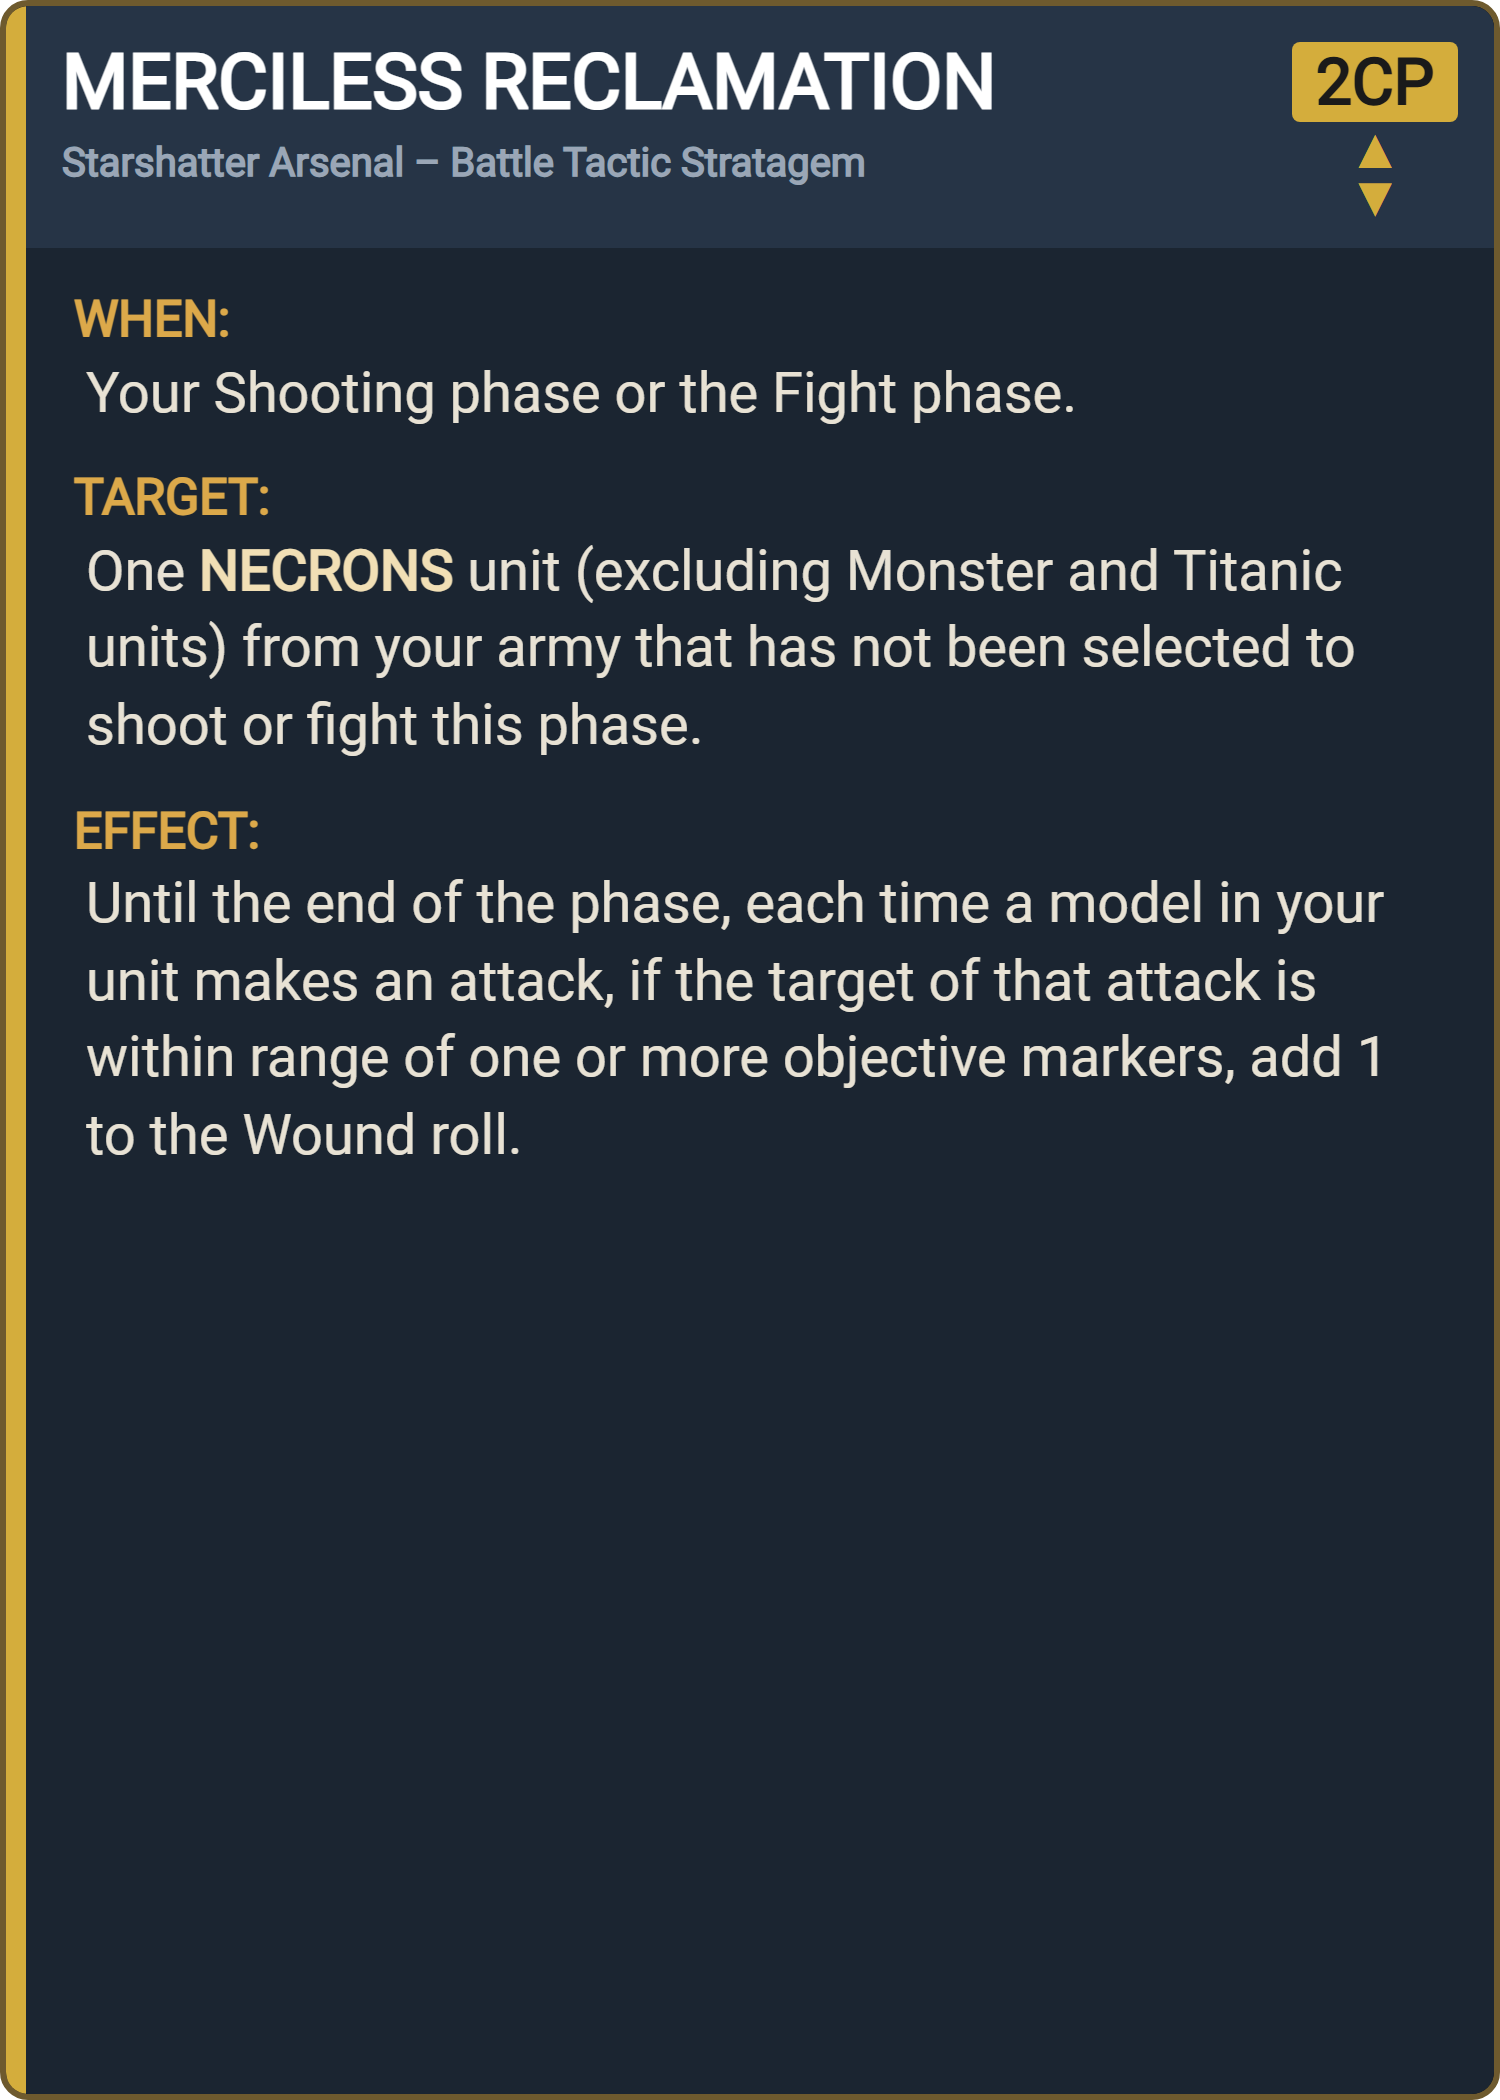 MERCILESS RECLAMATION
2CP
Starshatter Arsenal – Battle Tactic Stratagem
WHEN:
Your Shooting phase or the Fight phase.
TARGET:
One NECRONS unit (excluding Monster and Titanic
units) from your army that has not been selected to
shoot or fight this phase.
EFFECT:
Until the end of the phase, each time a model in your
unit makes an attack, if the target of that attack is
within range of one or more objective markers, add 1
to the Wound roll.